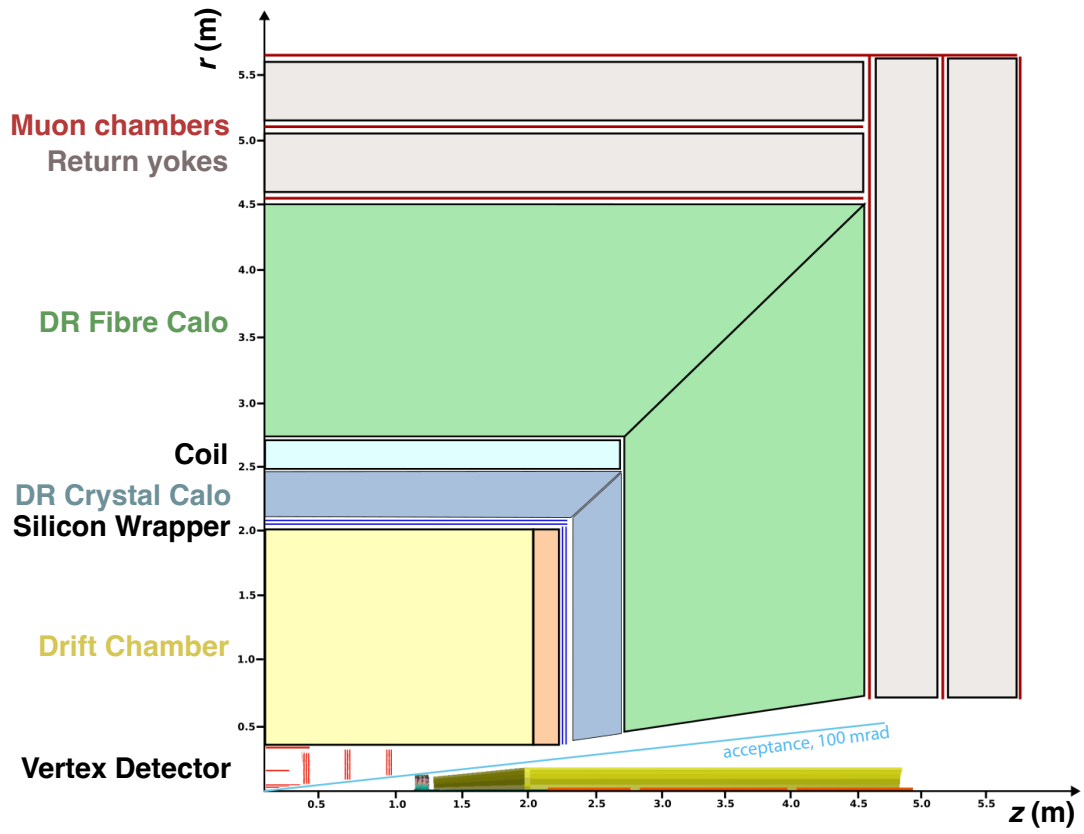 r (m)
5.5
Muon chambers
5.0
Return yokes
4.5
4.0
DR Fibre Calo
3.5
3.0
Coil
2.5
DR Crystal Calo
Silicon Wrapper
2.0
1.5
Drift Chamber
1.0
0.5
acceptance, 100 mrad
Vertex Detector
0.5 1.0 1.5 2.0 2.5 3.0 3.5 4.0 4.5 5.0 5.5
z (m)